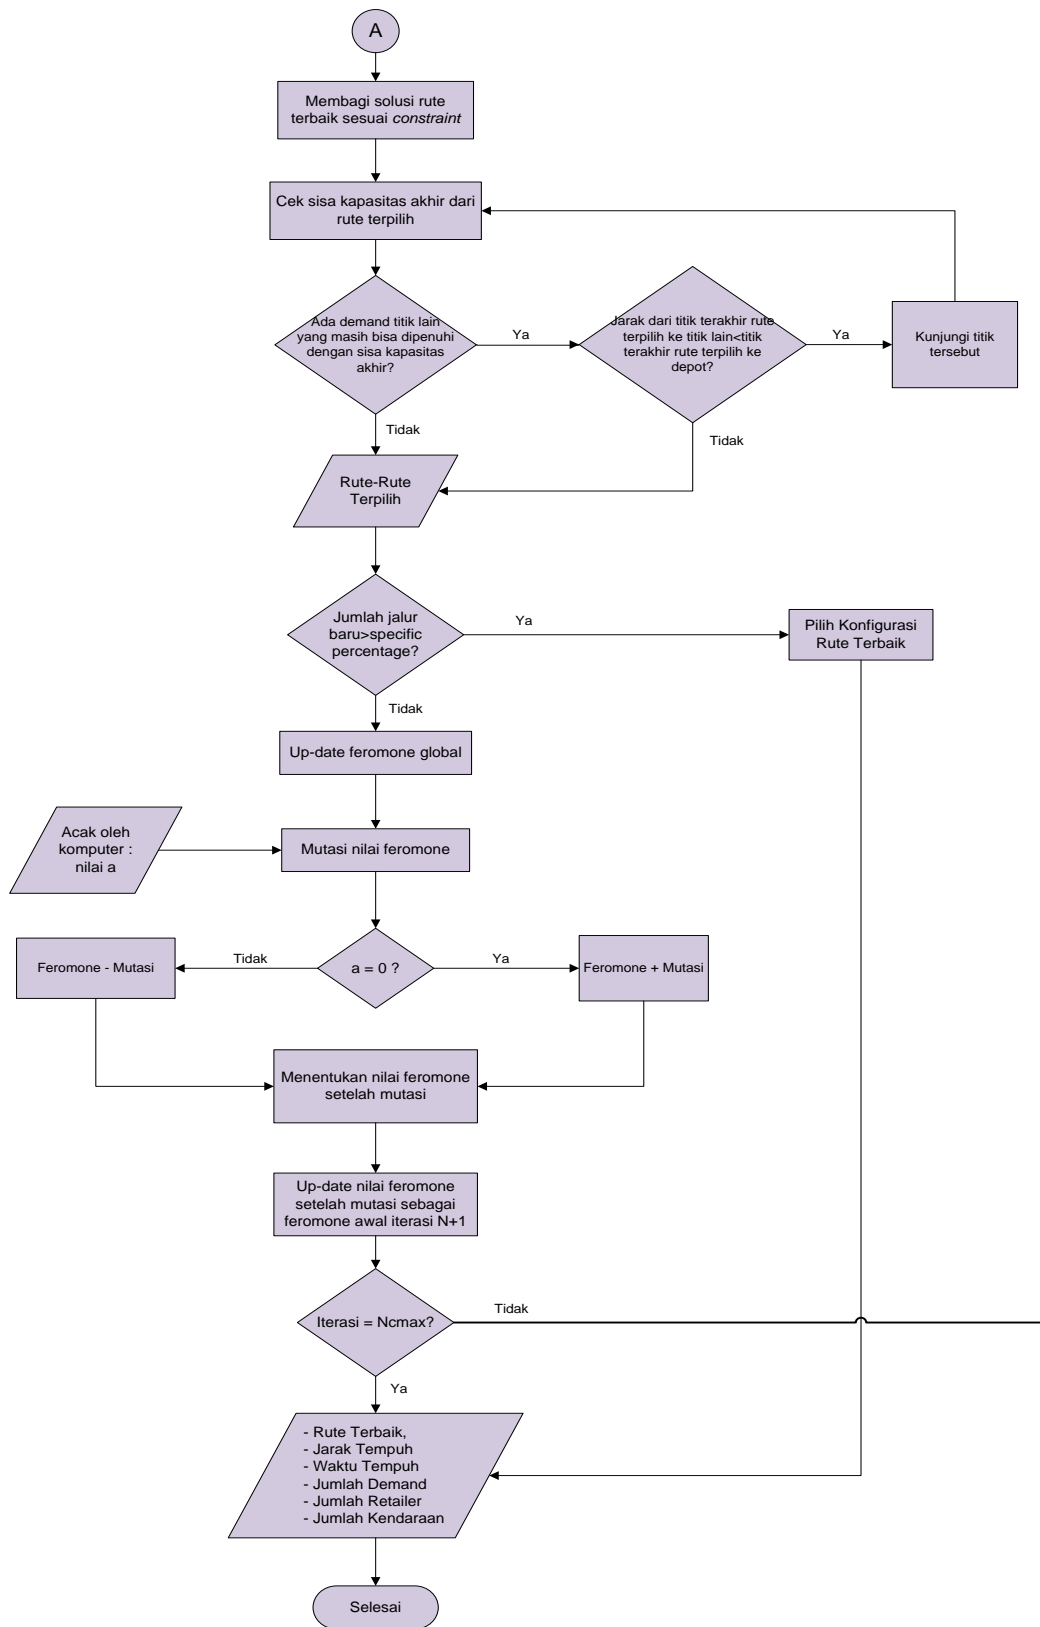 A
Membagi solusi rute
terbaik sesuai constraint
Cek sisa kapasitas akhir dari
rute terpilih
Ada demand titik lain
yang masih bisa dipenuhi
dengan sisa kapasitas
akhir?
Ya
Jarak dari titik terakhir rute
terpilih ke titik lain<titik
terakhir rute terpilih ke
depot?
Ya
Kunjungi titik
tersebut
Tidak
Tidak
Rute-Rute
Terpilih
Jumlah jalur
baru>specific
percentage?
Ya
Pilih Konfigurasi
Rute Terbaik
Tidak
Up-date feromone global
Acak oleh
komputer :
nilai a
Mutasi nilai feromone
Feromone - Mutasi
Tidak
a = 0 ?
Ya
Feromone + Mutasi
Menentukan nilai feromone
setelah mutasi
Up-date nilai feromone
setelah mutasi sebagai
feromone awal iterasi N+1
Iterasi = Ncmax?
Tidak
Ya
- Rute Terbaik,
- Jarak Tempuh
- Waktu Tempuh
- Jumlah Demand
- Jumlah Retailer
- Jumlah Kendaraan
Selesai